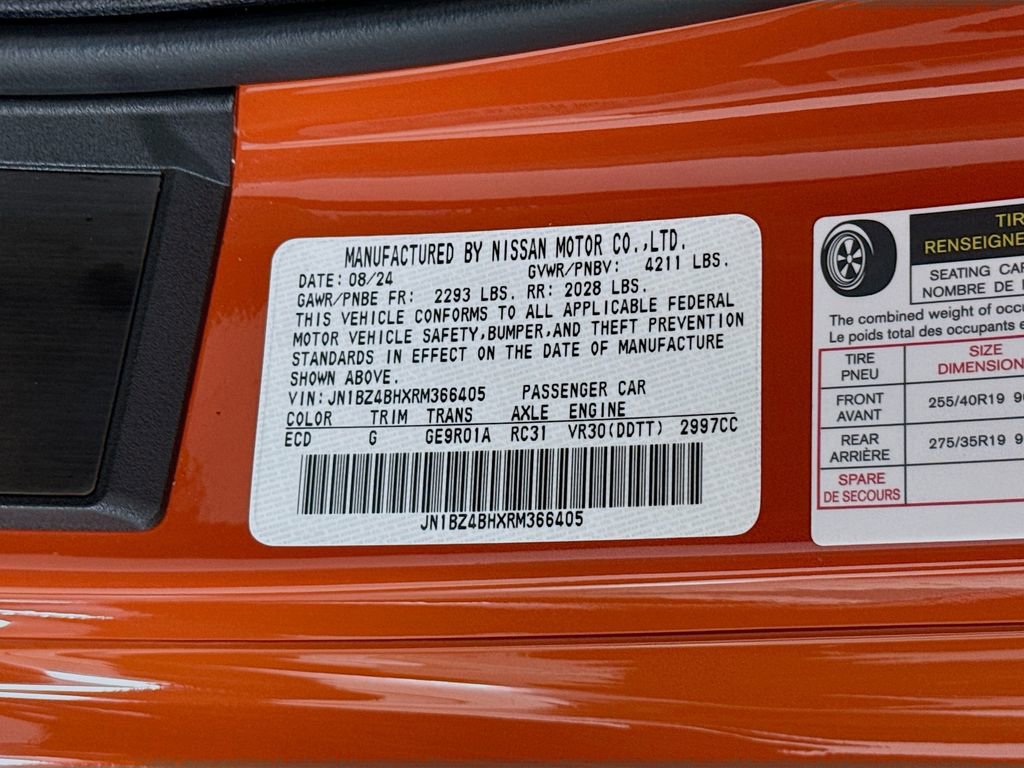 MANUFACTURED BY NISSAN MOTOR CO.,LTD.
DATE: 08/24 GVWR/PNBV: 4211 LBS.
GAWR/PNBE FR: 2293 LBS. RR: 2028 LBS.
THIS VEHICLE CONFORMS TO ALL APPLICABLE FEDERAL
MOTOR VEHICLE SAFETY,BUMPER,AND THEFT PREVENTION
STANDARDS IN EFFECT ON THE DATE OF MANUFACTURE
SHOWN ABOVE.
VIN:JN1BZ4BHXRM366405 PASSENGER CAR
COLOR TRIM TRANS AXLE ENGINE
ECD G GE9R01A RC31 VR30(DDTT) 2997CC
JN1BZ4BHXRM366405
TIR
RENSEIGNE
SEATING CAP
NOMBRE DE
The combined weight of occu
Le poids total des occupants e
TIRE SIZE
PNEU DIMENSION
FRONT
AVANT 255/40R19
REAR
ARRIÈRE 275/35R19
SPARE
DE SECOURS